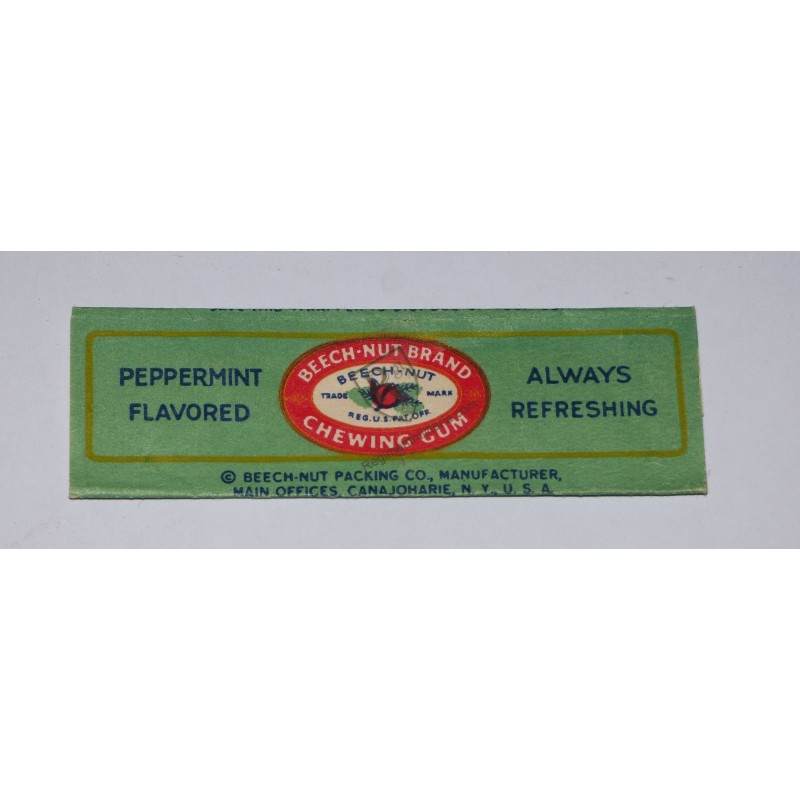 BEECH-NUT BRAND
BEECH-NUT
TRADE MARK
REG. U.S. PAT. OFF.
CHEWING GUM
PEPPERMINT
FLAVORED
ALWAYS
REFRESHING
© BEECH-NUT PACKING CO., MANUFACTURER,
MAIN OFFICES, CANAJOHARIE, N. Y., U. S. A.